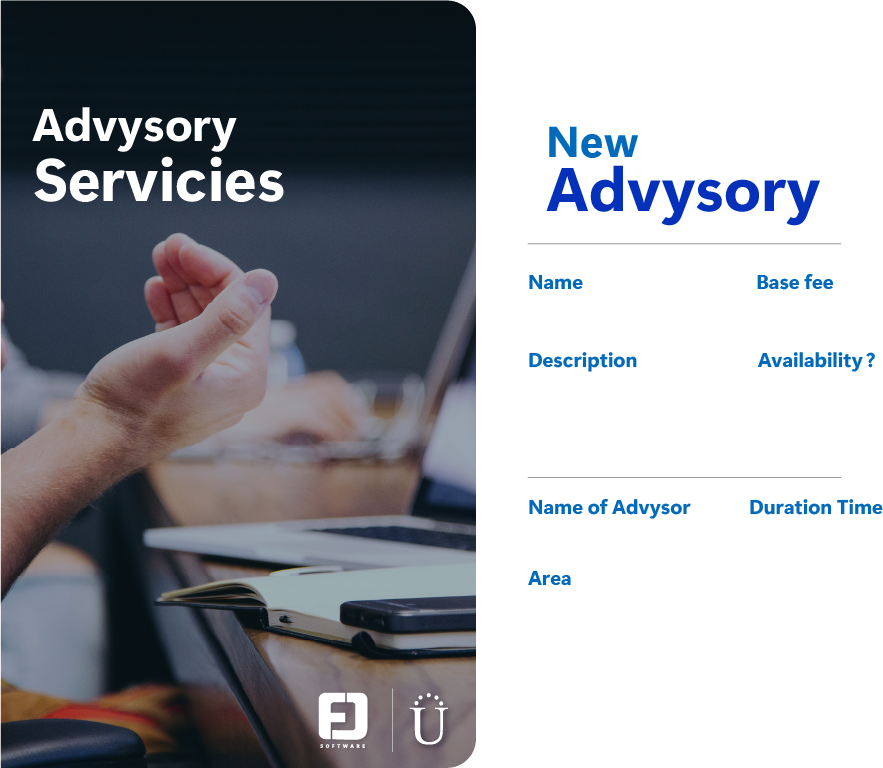 Advysory
Servicies
SOFTWARE
Ü
New
Advysory
Name
Base fee
Description
Availability ?
Name of Advysor
Duration Time
Area